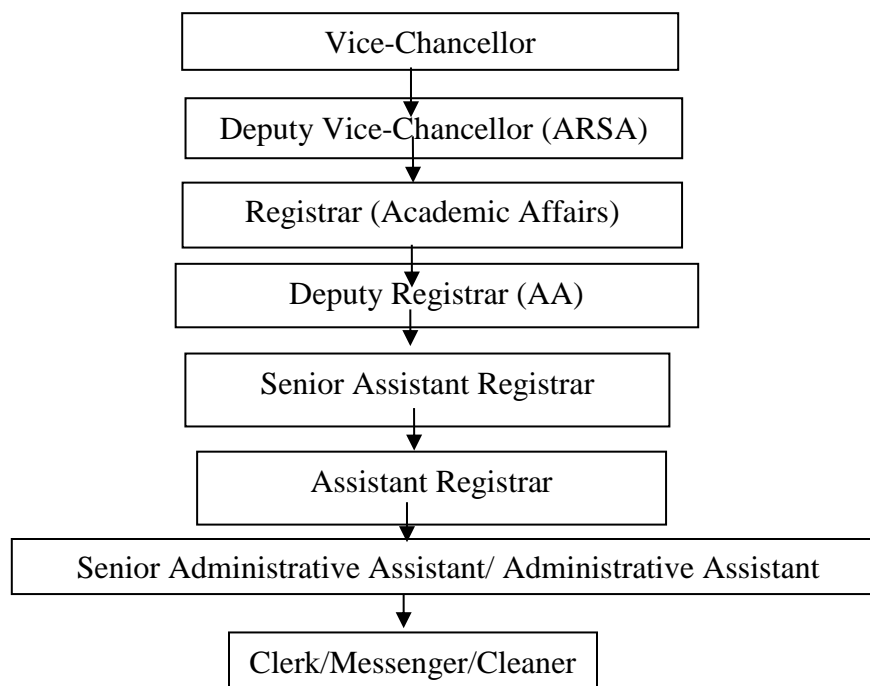 Vice-Chancellor
Deputy Vice-Chancellor (ARSA)
Registrar (Academic Affairs)
Deputy Registrar (AA)
Senior Assistant Registrar
Assistant Registrar
Senior Administrative Assistant/ Administrative Assistant
Clerk/Messenger/Cleaner